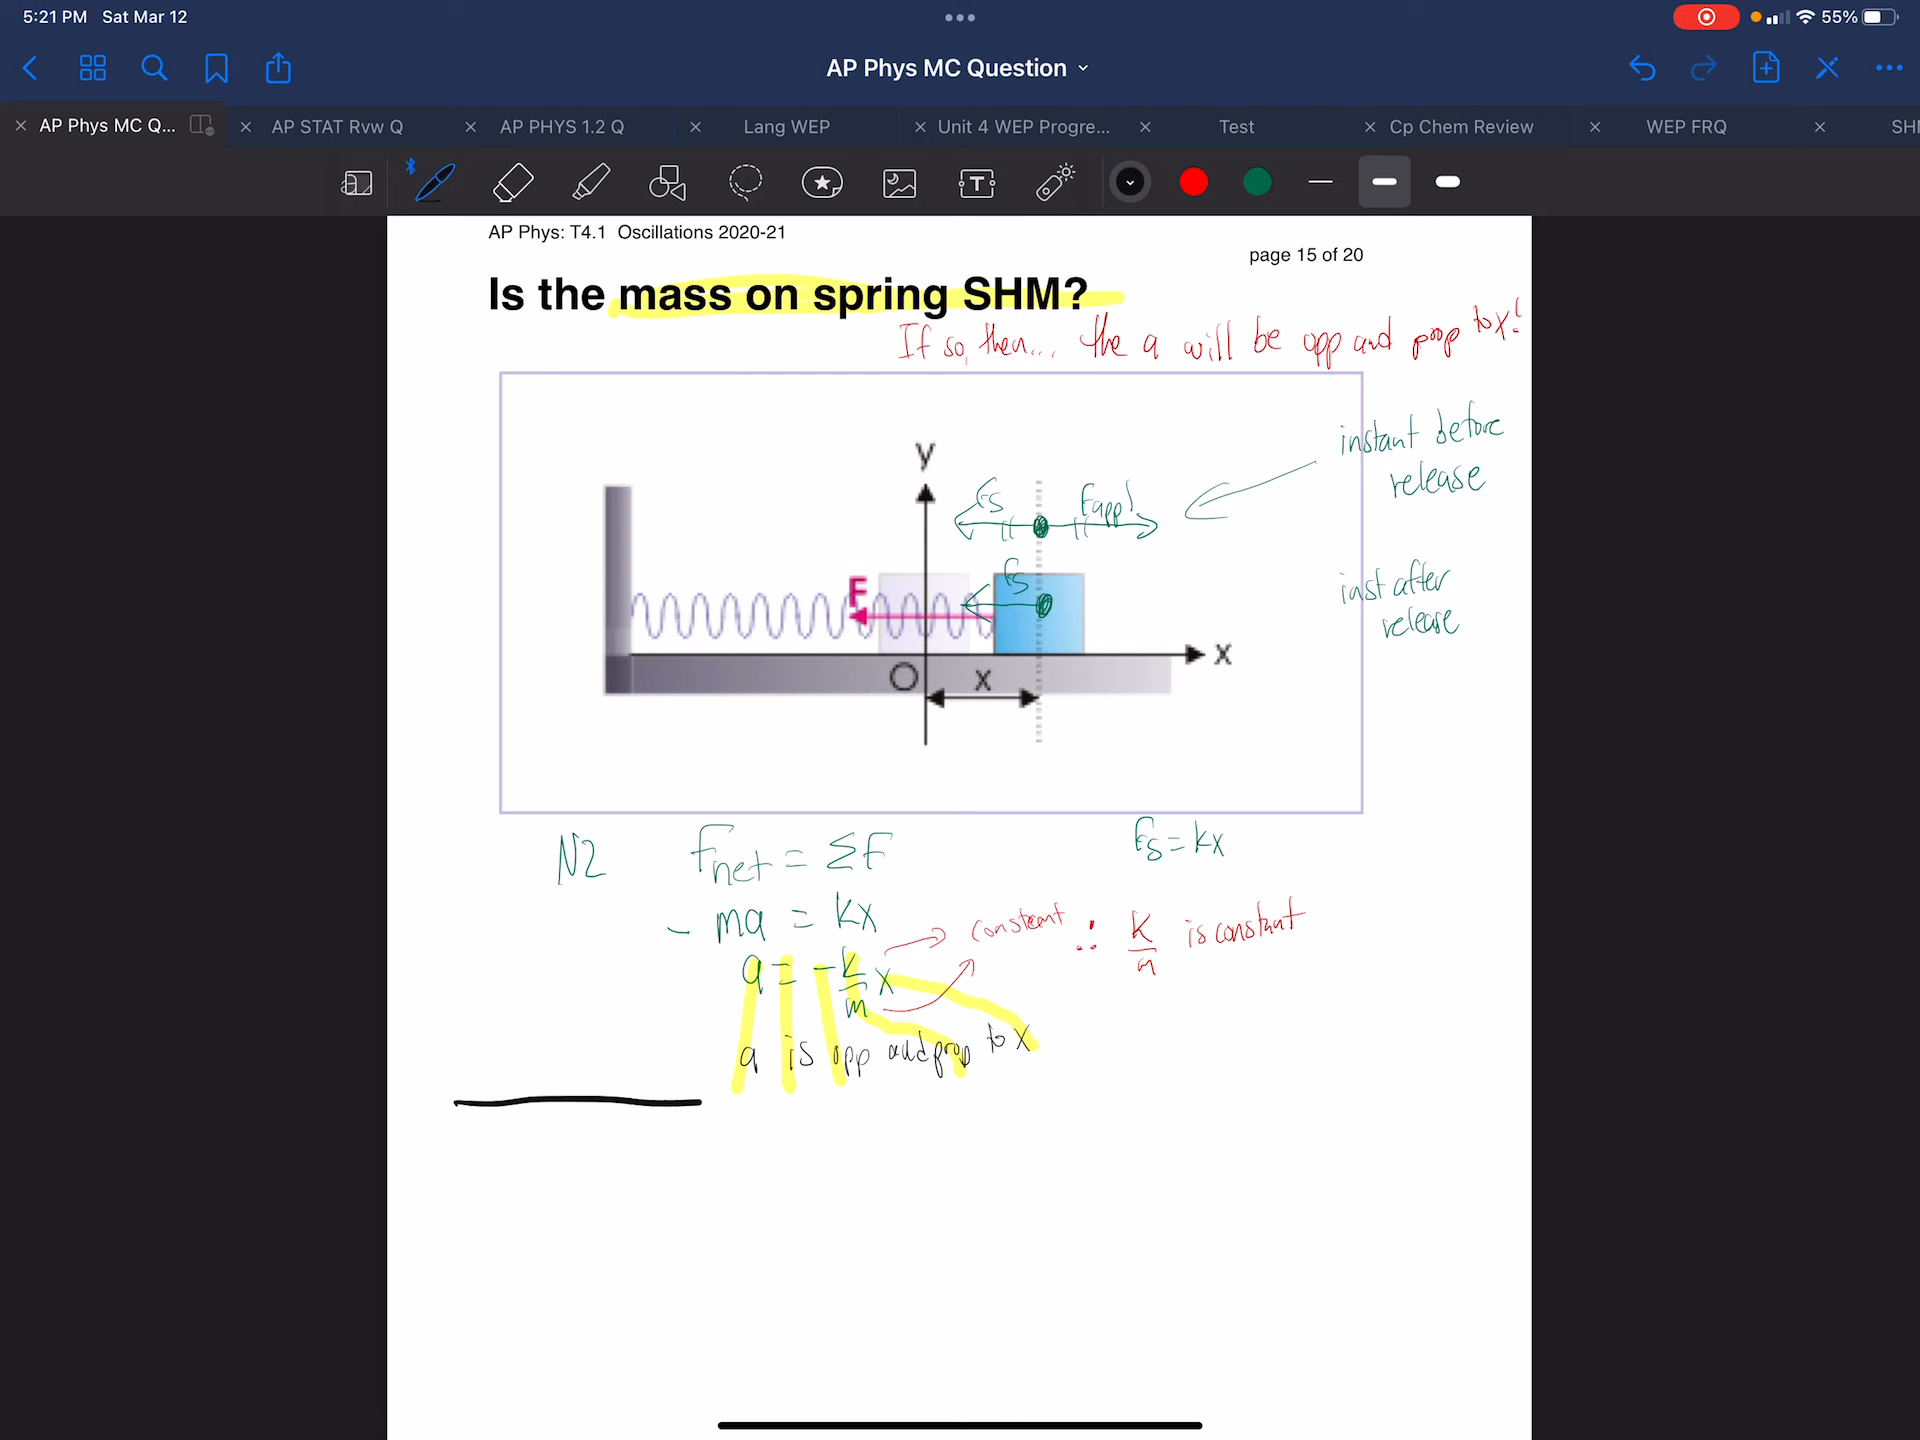 5:21 PM Sat Mar 12
55%
AP Phys MC Question
AP Phys MC Q...
AP STAT Rvw Q
AP PHYS 1.2 Q
Lang WEP
Unit 4 WEP Progre...
Test
Cp Chem Review
WEP FRQ
SHI
AP Phys: T4.1 Oscillations 2020-21
page 15 of 20
Is the mass on spring SHM?
If so, then... the a will be opp and prop to x!
instant before
release
y
Fs
Fapp!
inst after
release
F
Fs
x
O
x
N2
Fnet = ΣF
Fs = kx
- ma = kx
constant ∴ k/m is constant
a = -k/m x
a is opp and prop to x